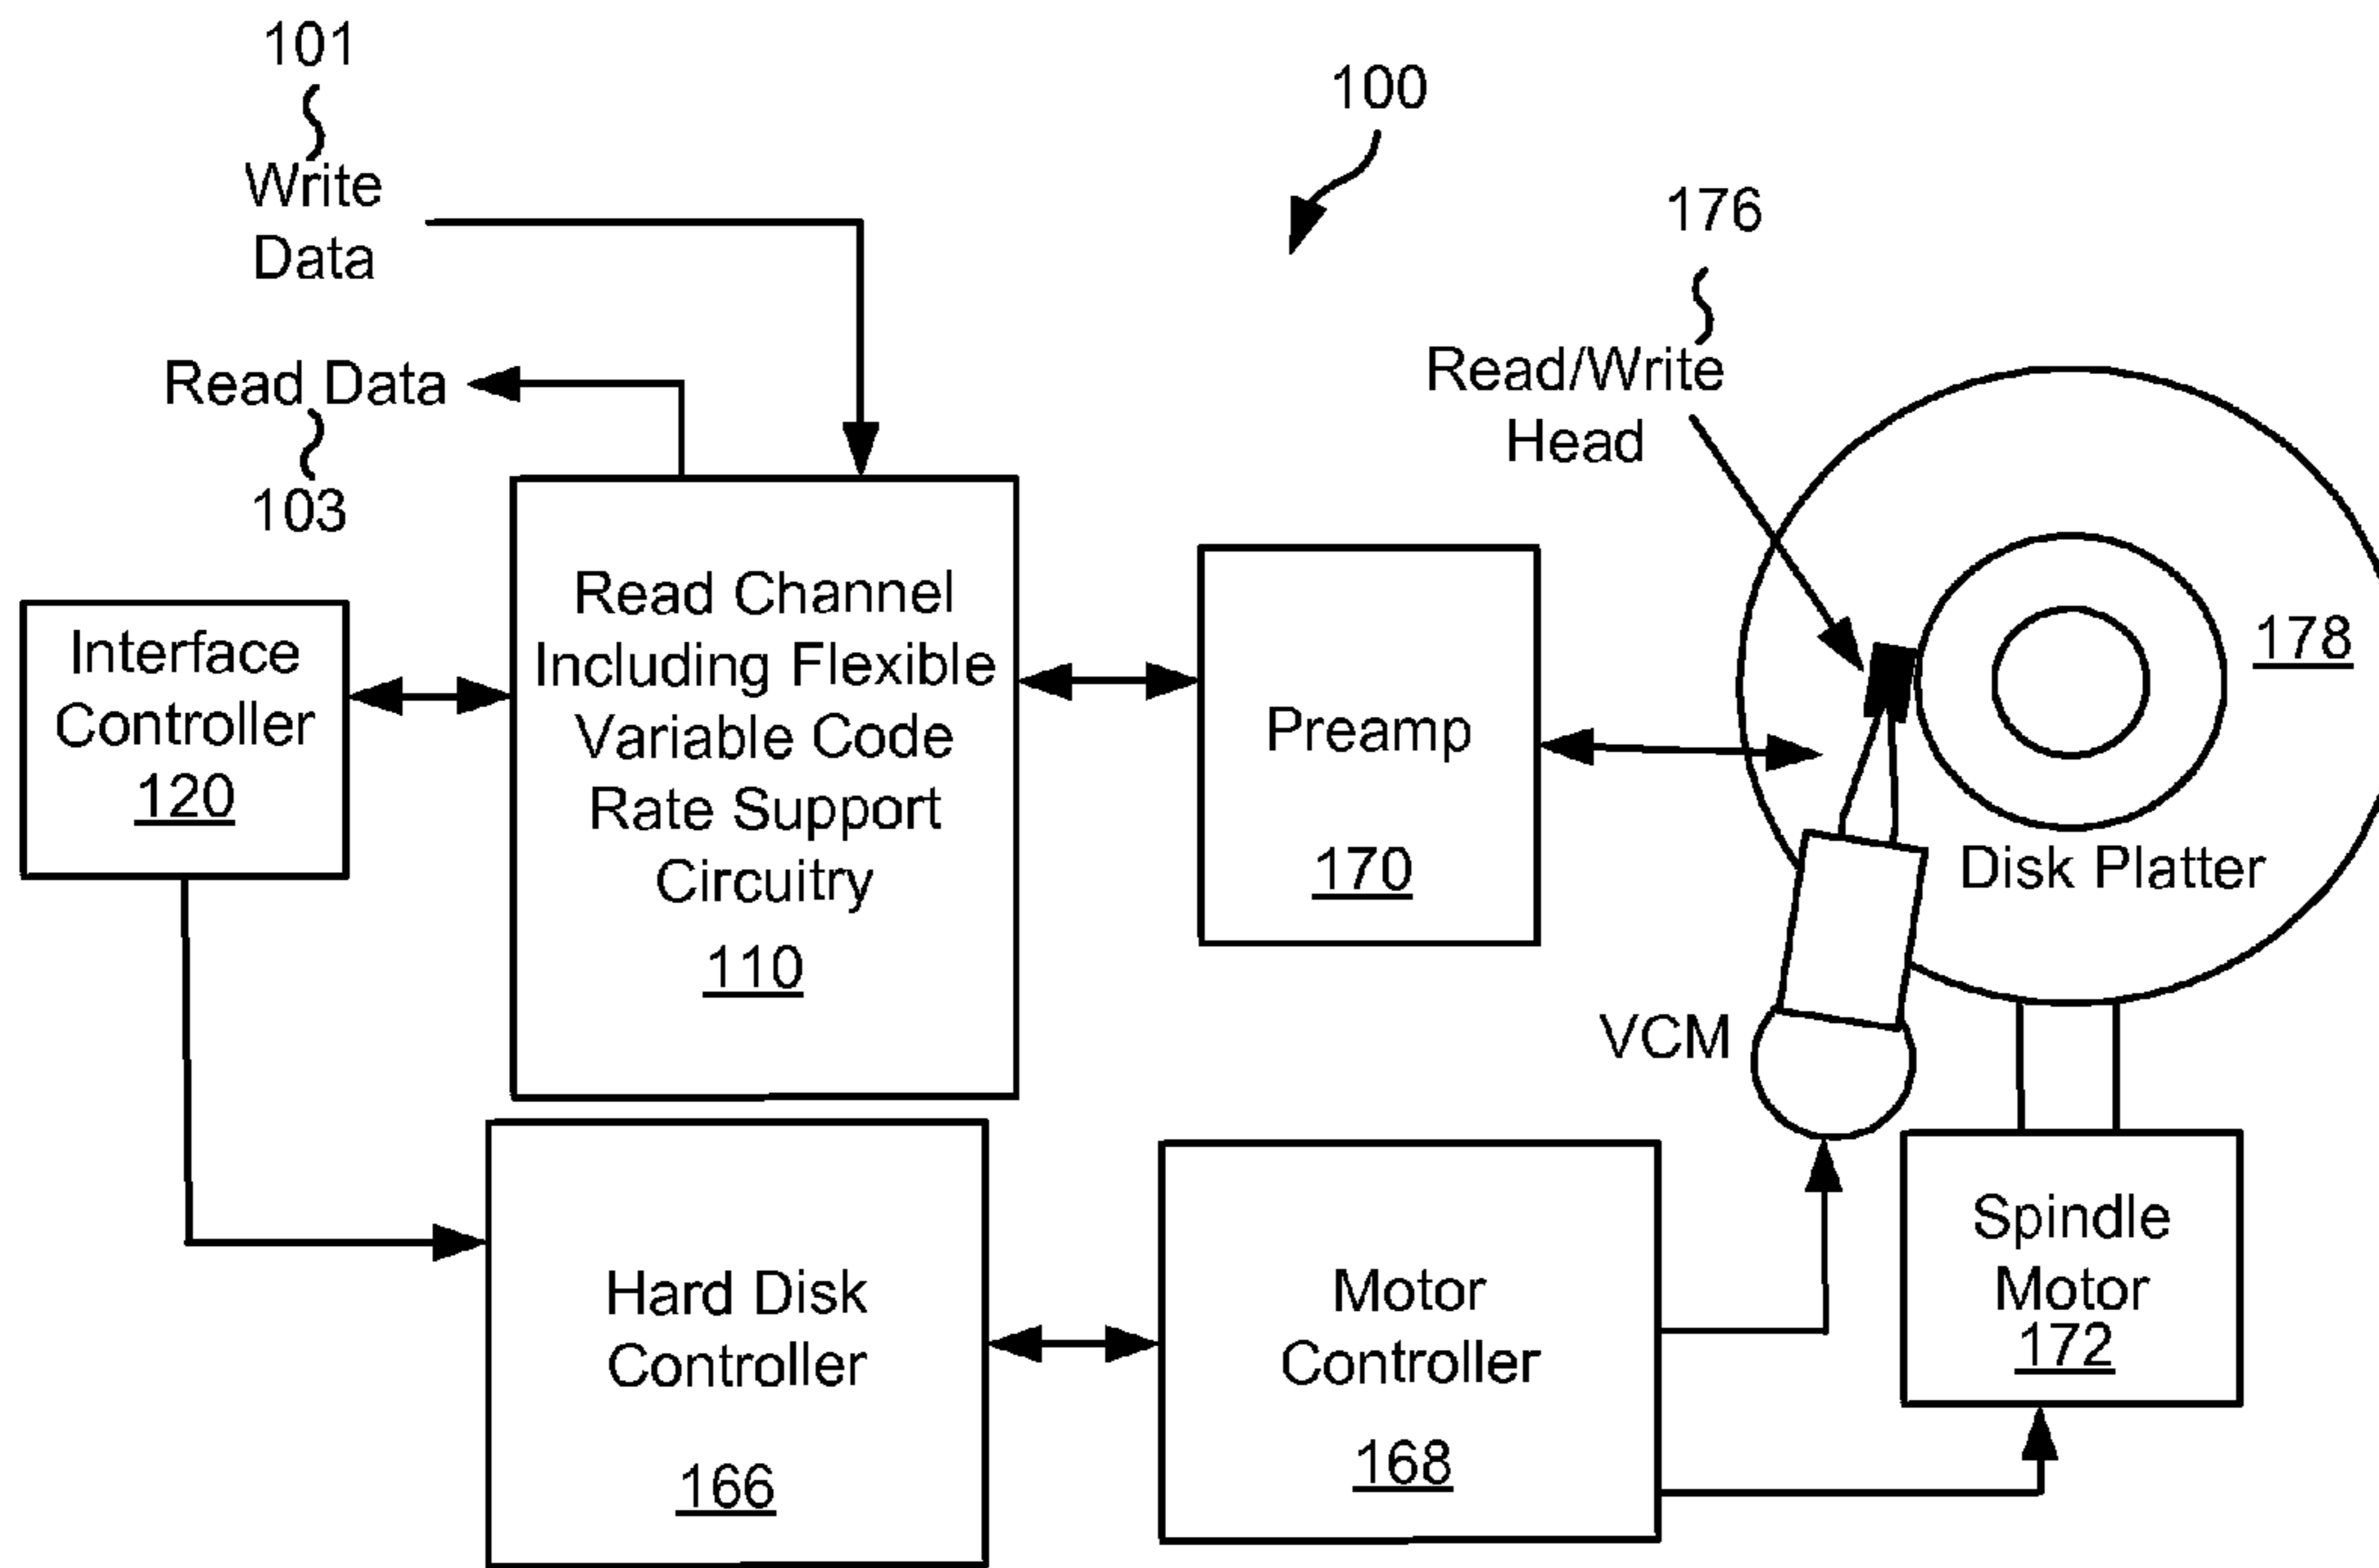 101
Write
Data
100
176
Read/Write
Head
Read Data
103
Interface
Controller
120
Read Channel
Including Flexible
Variable Code
Rate Support
Circuitry
110
Preamp
170
178
Disk Platter
VCM
Hard Disk
Controller
166
Motor
Controller
168
Spindle
Motor
172